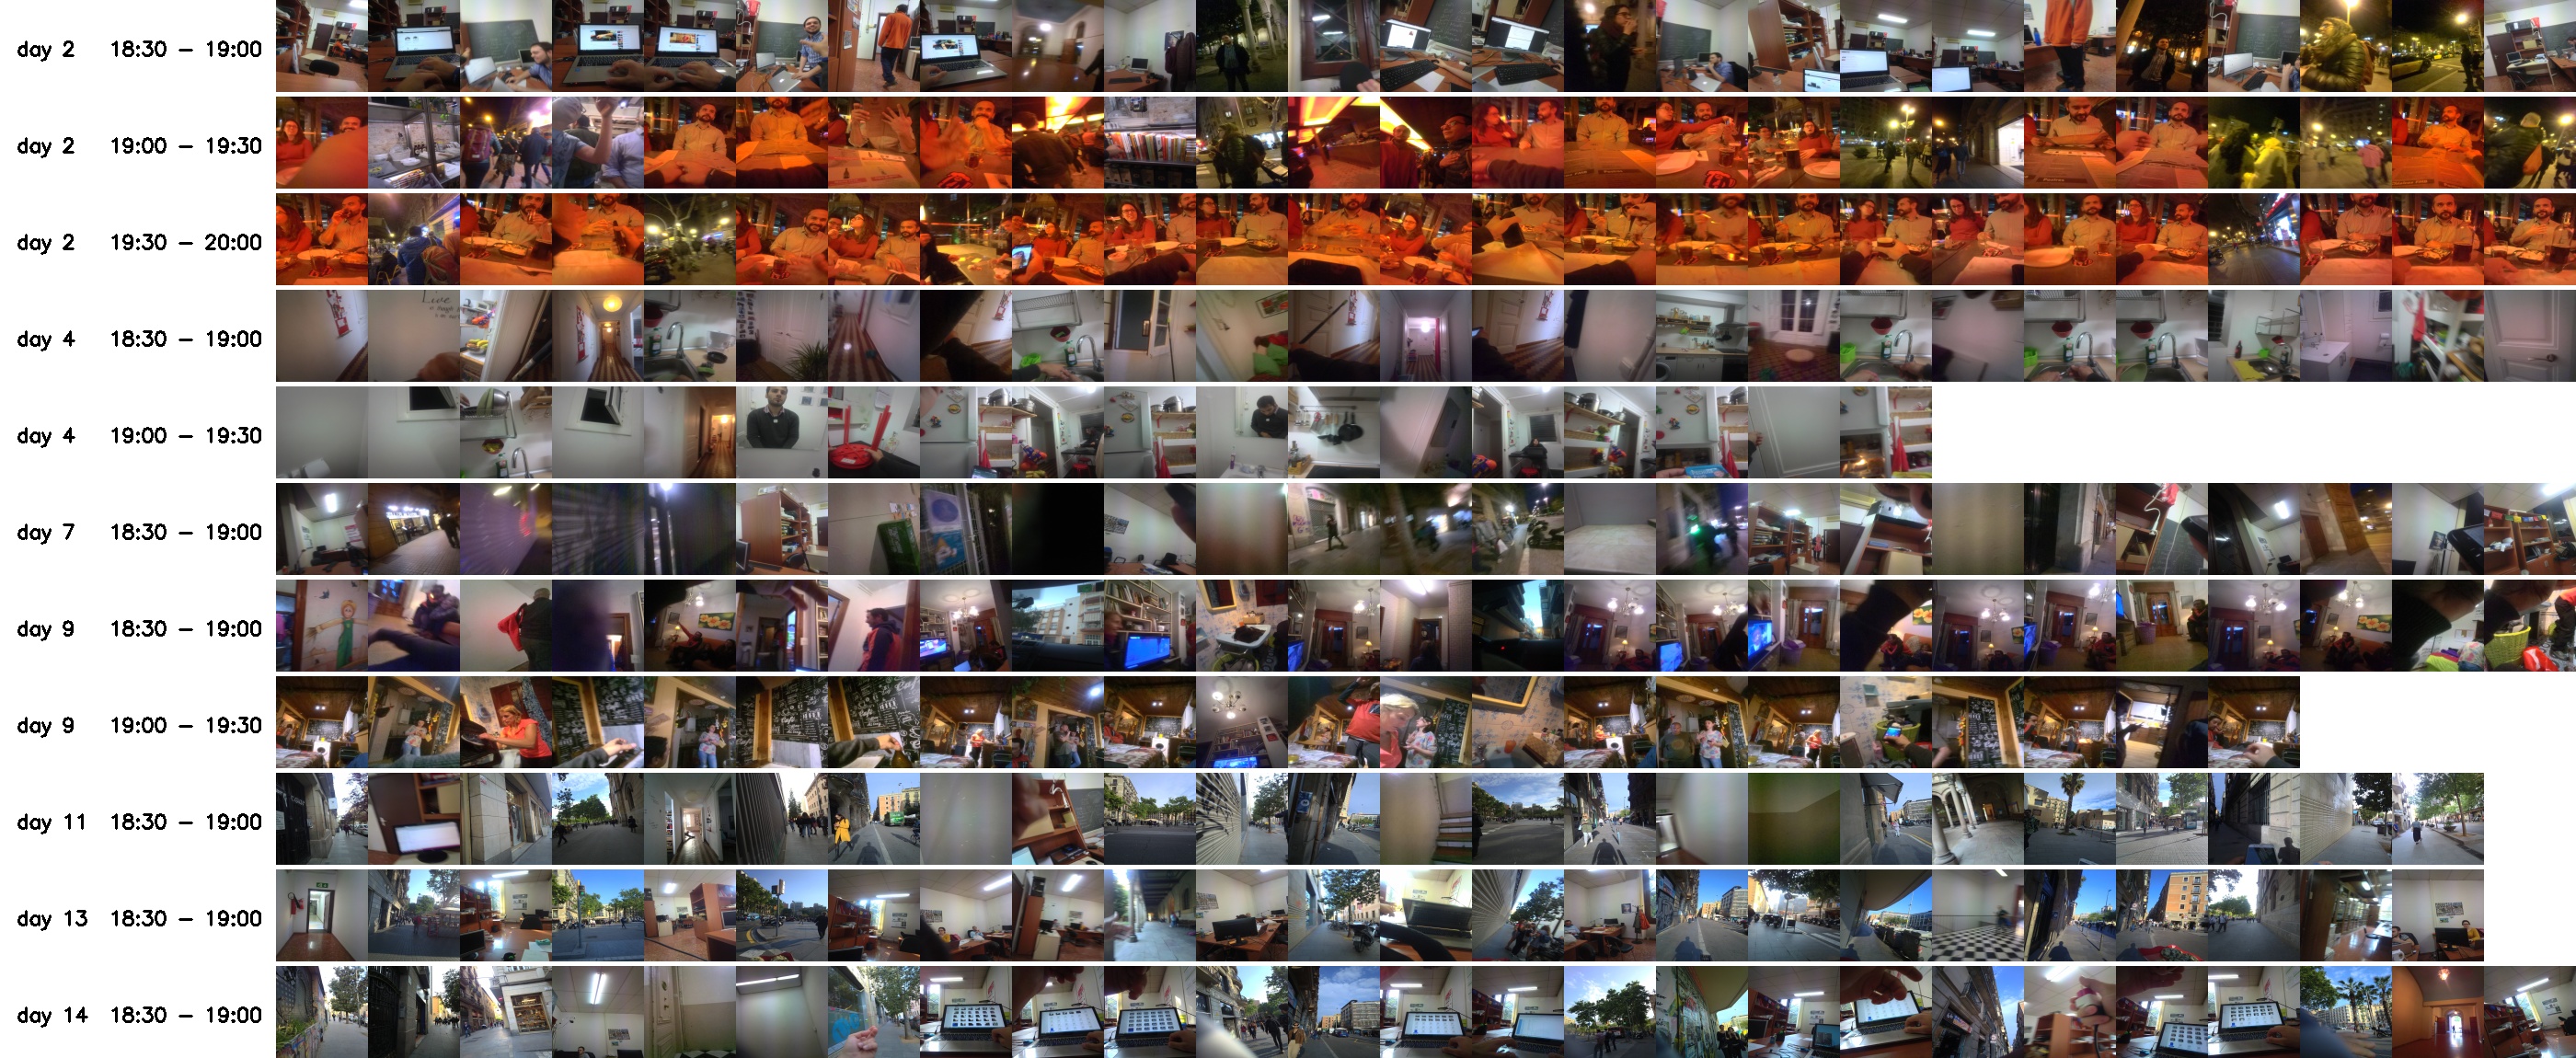 day 2 18:30 - 19:00
day 2 19:00 - 19:30
day 2 19:30 - 20:00
day 4 18:30 - 19:00
Live
day 4 19:00 - 19:30
day 7 18:30 - 19:00
day 9 18:30 - 19:00
day 9 19:00 - 19:30
day 11 18:30 - 19:00
day 13 18:30 - 19:00
day 14 18:30 - 19:00